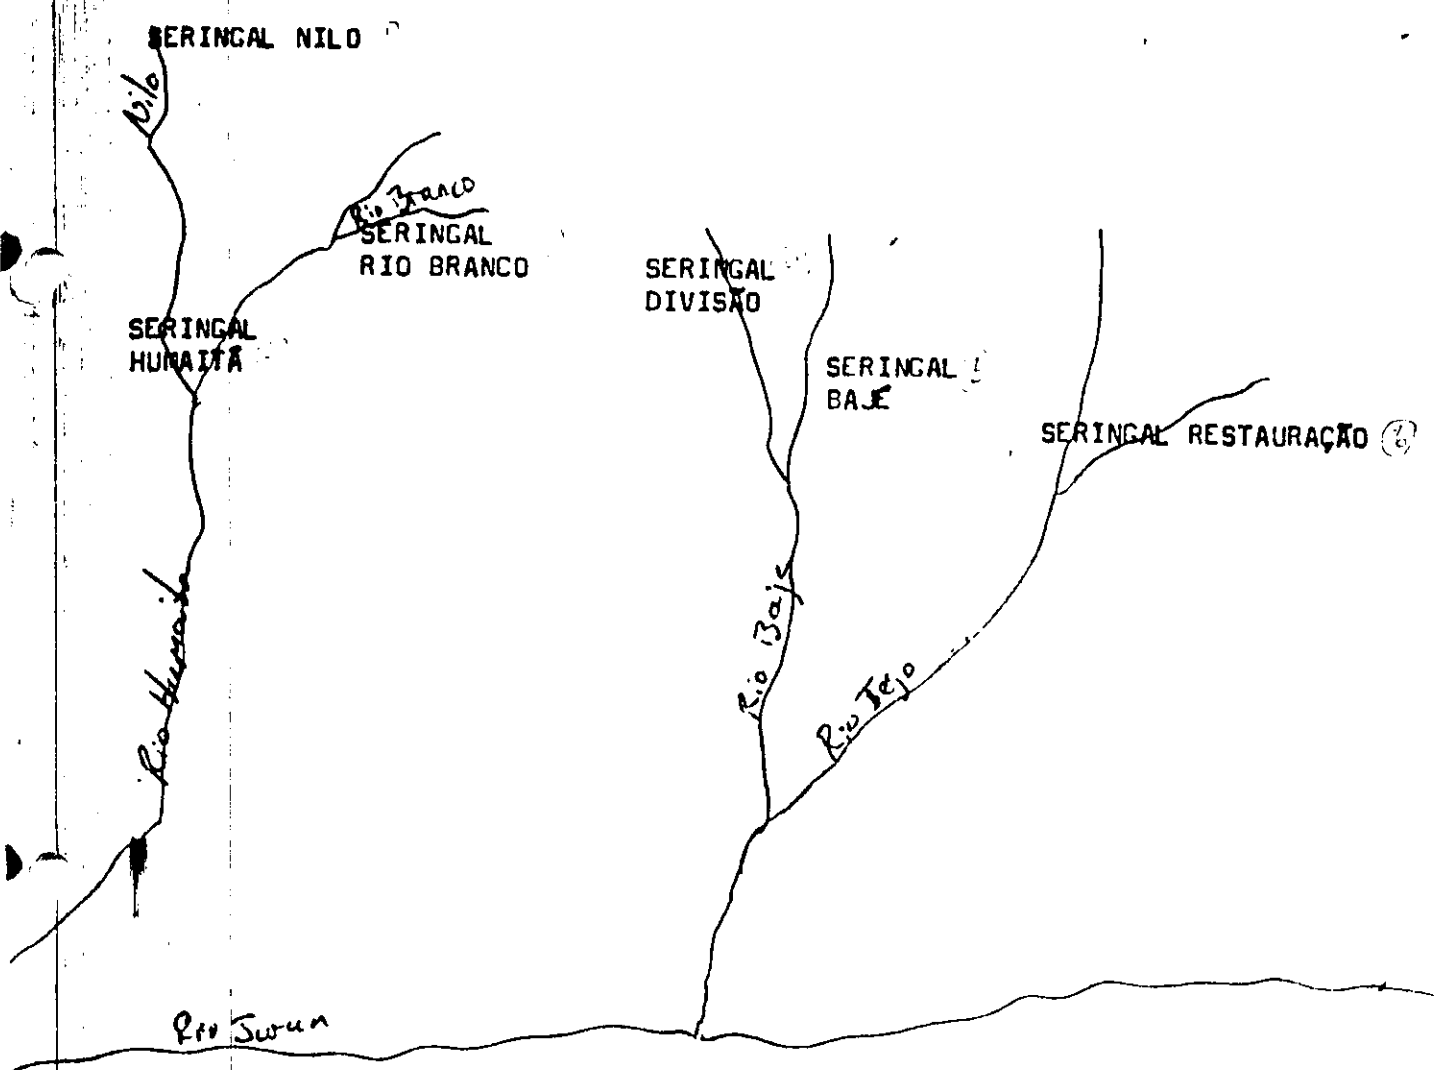 SERINGAL NILO
Nilo
Rio Branco
SERINGAL
RIO BRANCO
SERINGAL
DIVISÃO
SERINGAL
HUMAITÁ
SERINGAL
BAJÉ
SERINGAL RESTAURAÇÃO
Rio Humaitá
Rio Bajé
Rio Tejo
Rio Juruá